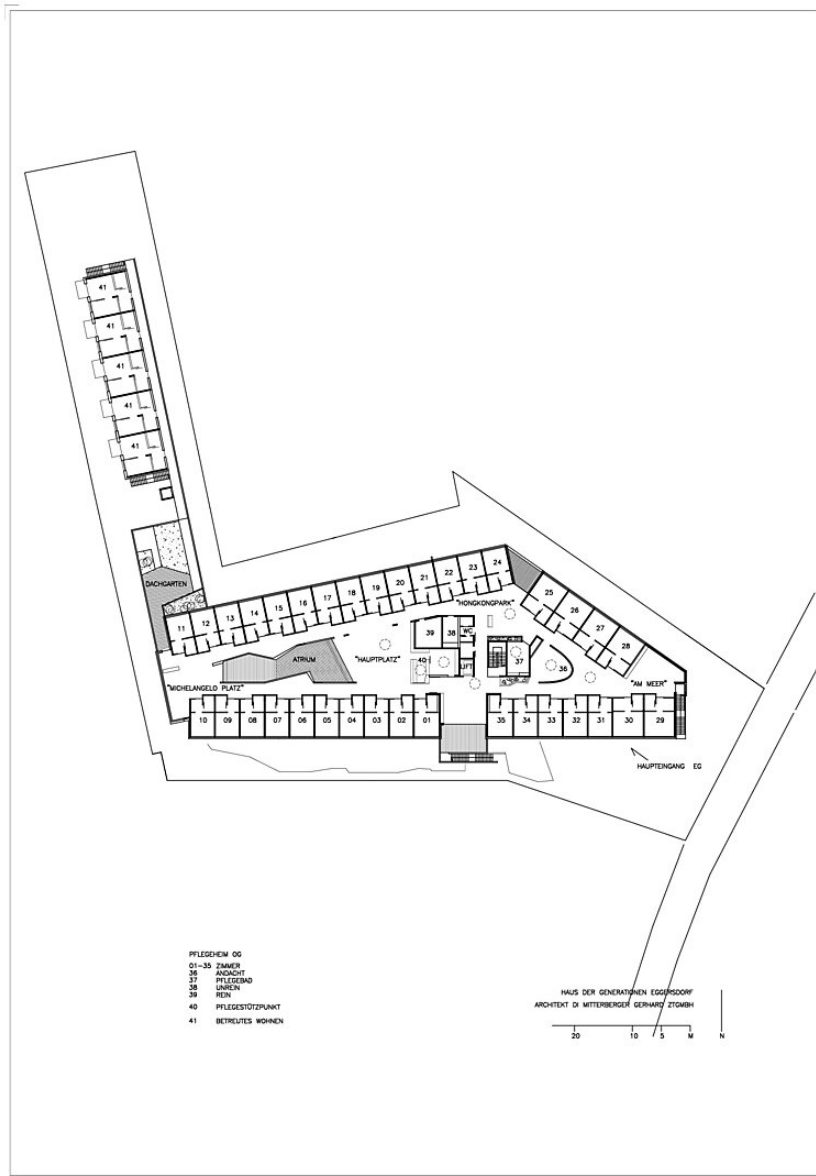 41
41
41
41
41
DACHGARTEN
11 12 13 14 15 16 17 18 19 20 21 22 23 24
25 26 27 28
"HONGKONGPARK"
39 38 WC
40 LIFT 37 36
ATRIUM
"HAUPTPLATZ"
"MICHELANGELO PLATZ"
"AM MEER"
10 09 08 07 06 05 04 03 02 01
35 34 33 32 31 30 29
HAUPTEINGANG EG
PFLEGEHEIM OG
01-35 ZIMMER
36 ANDACHT
37 PFLEGEBAD
38 UNREIN
39 REIN
40 PFLEGESTÜTZPUNKT
41 BETREUTES WOHNEN
HAUS DER GENERATIONEN EGGERSDORF
ARCHITEKT DI MITTERBERGER GERHARD ZTGMBH
20 10 5 M N